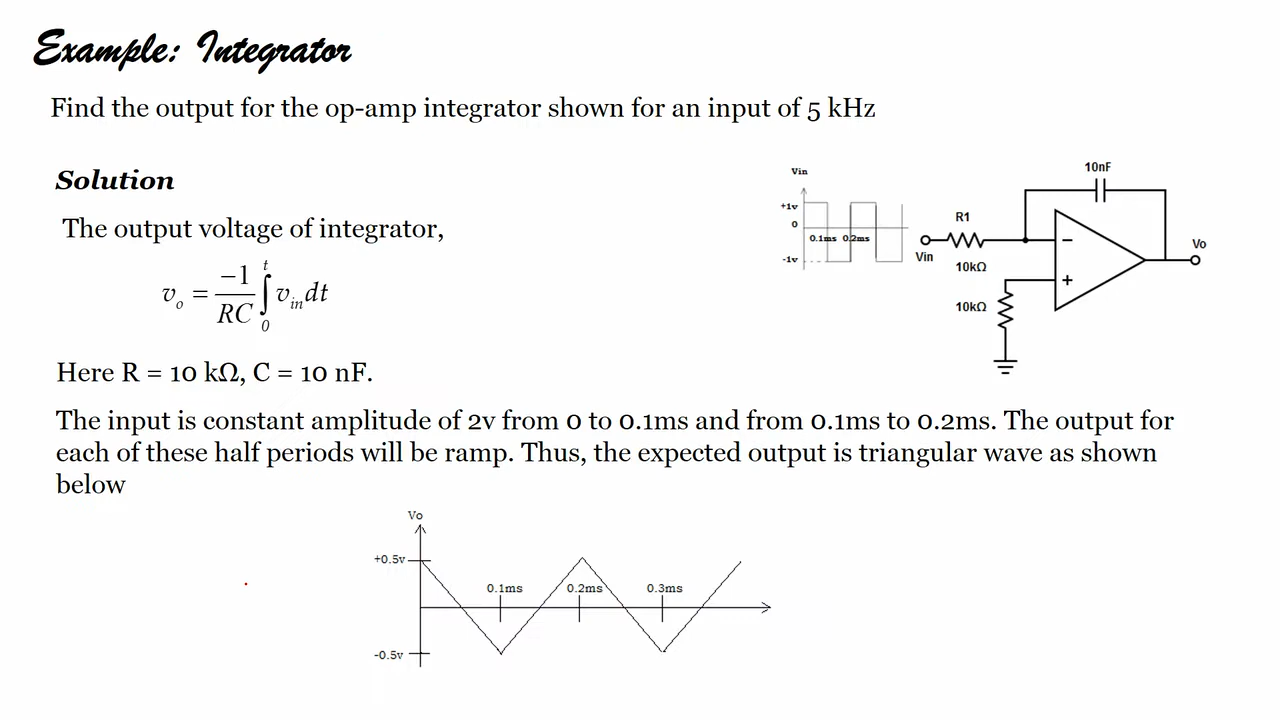 Example: Integrator
Find the output for the op-amp integrator shown for an input of 5 kHz
Solution
The output voltage of integrator,
v_o = \frac{-1}{RC} \int_0^t v_{in} dt
Vin
+1v
0
-1v
0.1ms 0.2ms
10nF
R1
10kΩ
Vin
10kΩ
−
+
Vo
Here R = 10 kΩ, C = 10 nF.
The input is constant amplitude of 2v from 0 to 0.1ms and from 0.1ms to 0.2ms. The output for
each of these half periods will be ramp. Thus, the expected output is triangular wave as shown
below
Vo
+0.5v
0.1ms 0.2ms 0.3ms
-0.5v